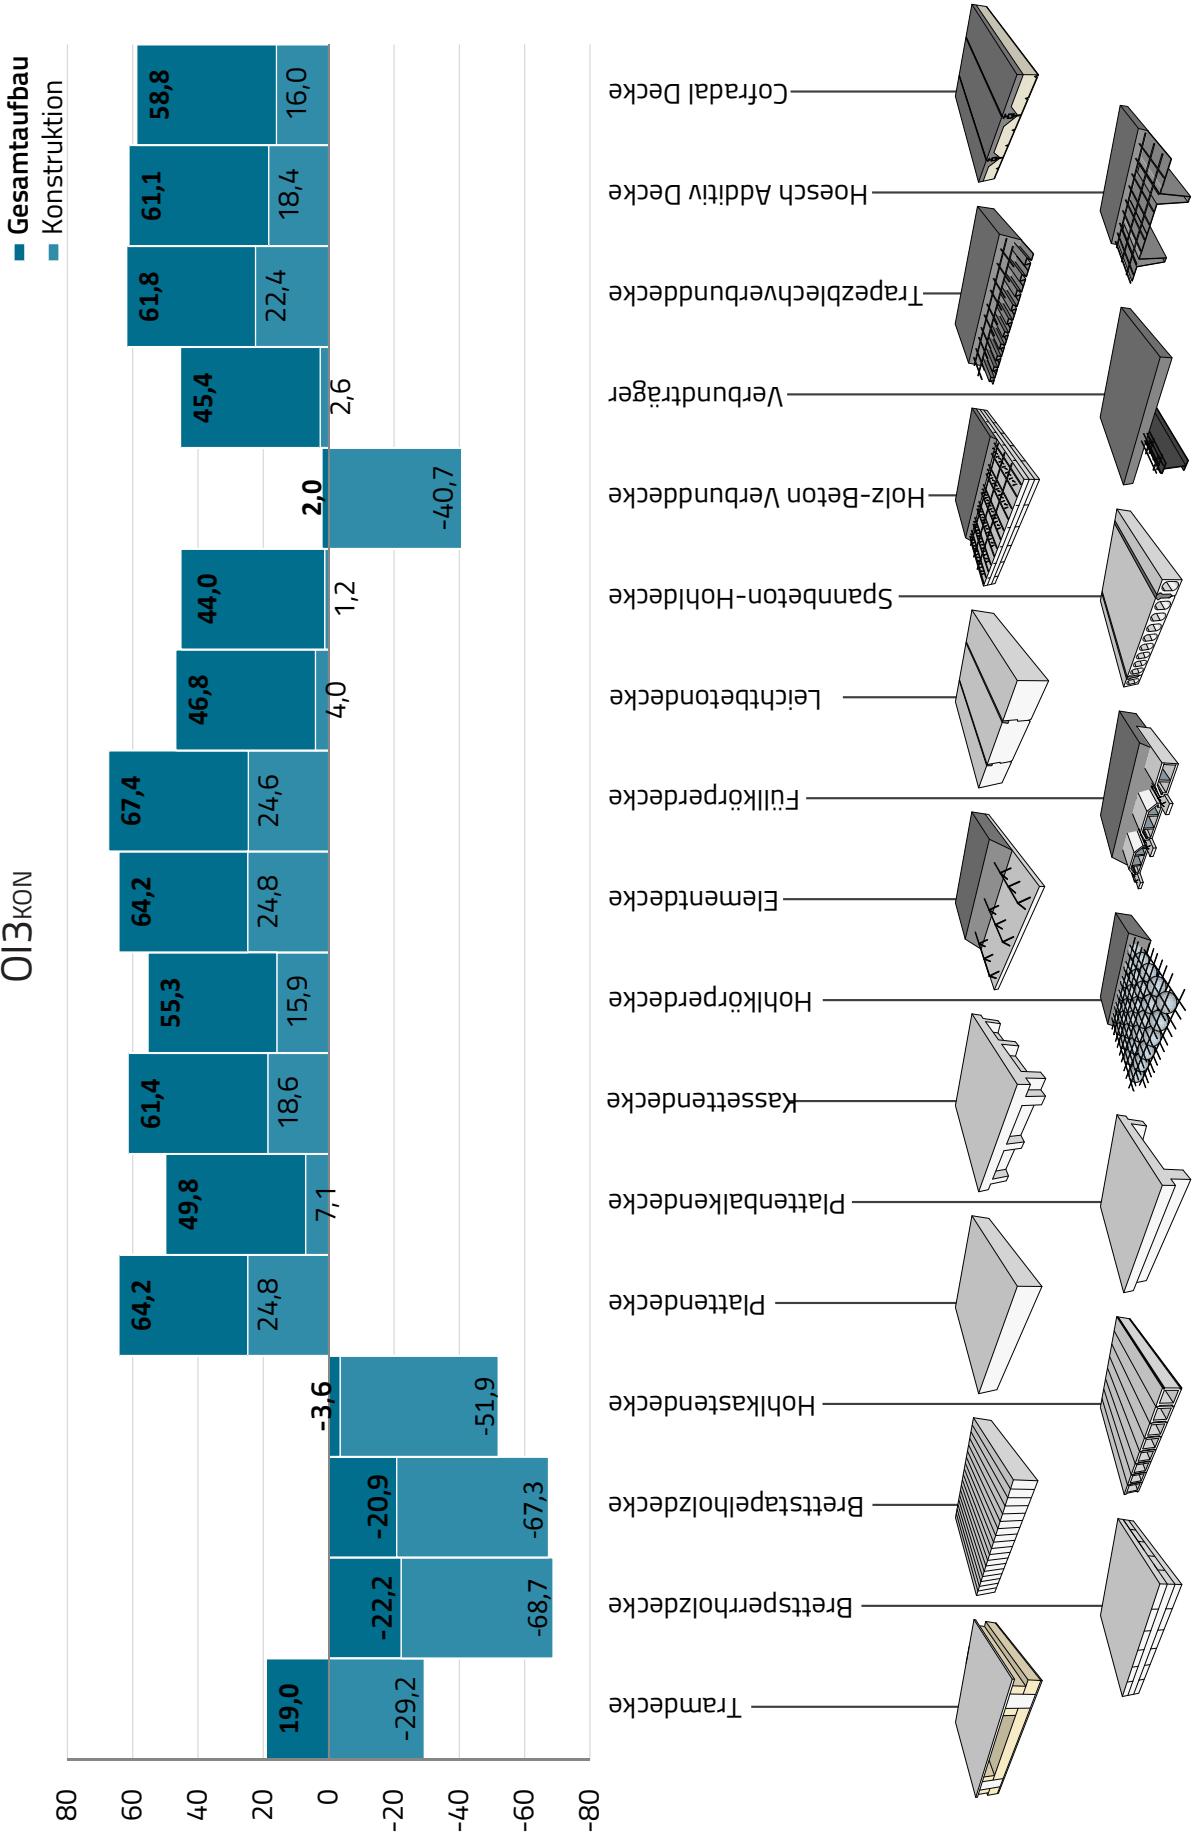 OI3KON
Gesamtaufbau
Konstruktion
80
60
40
20
0
-20
-40
-60
-80
19,0
-29,2
-22,2
-68,7
-20,9
-67,3
-3,6
-51,9
64,2
24,8
49,8
7,1
61,4
18,6
55,3
15,9
64,2
24,8
67,4
24,6
46,8
4,0
44,0
1,2
2,0
-40,7
45,4
2,6
61,8
22,4
61,1
18,4
58,8
16,0
Tramdecke
Brettsperrholzdecke
Brettstapelholzdecke
Hohlkastendecke
Plattendecke
Plattenbalkendecke
Kassettendecke
Hohlkörperdecke
Elementdecke
Füllkörperdecke
Leichtbetondecke
Spannbeton-Hohldecke
Holz-Beton Verbunddecke
Verbundträger
Trapezblechverbunddecke
Hoesch Additiv Decke
Cofradal Decke